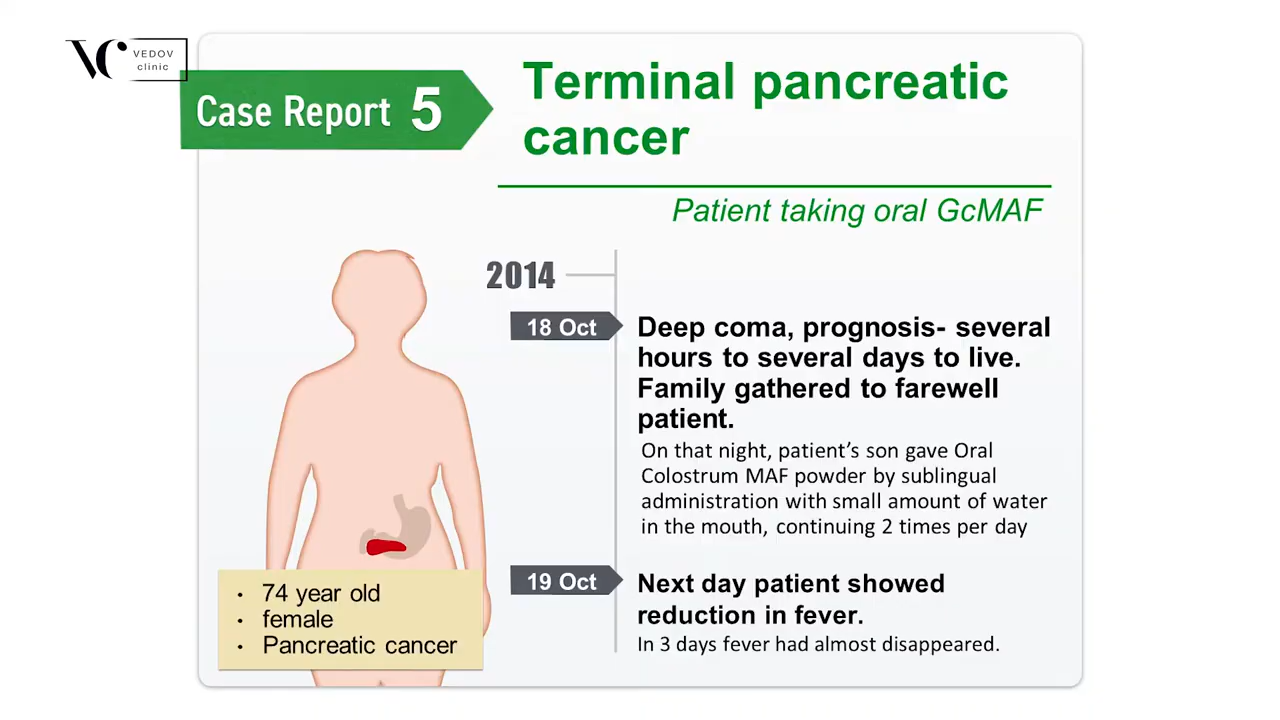 VC VEDOV
clinic
Case Report 5
Terminal pancreatic
cancer
Patient taking oral GcMAF
2014
18 Oct
Deep coma, prognosis- several
hours to several days to live.
Family gathered to farewell
patient.
On that night, patient’s son gave Oral
Colostrum MAF powder by sublingual
administration with small amount of water
in the mouth, continuing 2 times per day
19 Oct
Next day patient showed
reduction in fever.
In 3 days fever had almost disappeared.
• 74 year old
• female
• Pancreatic cancer